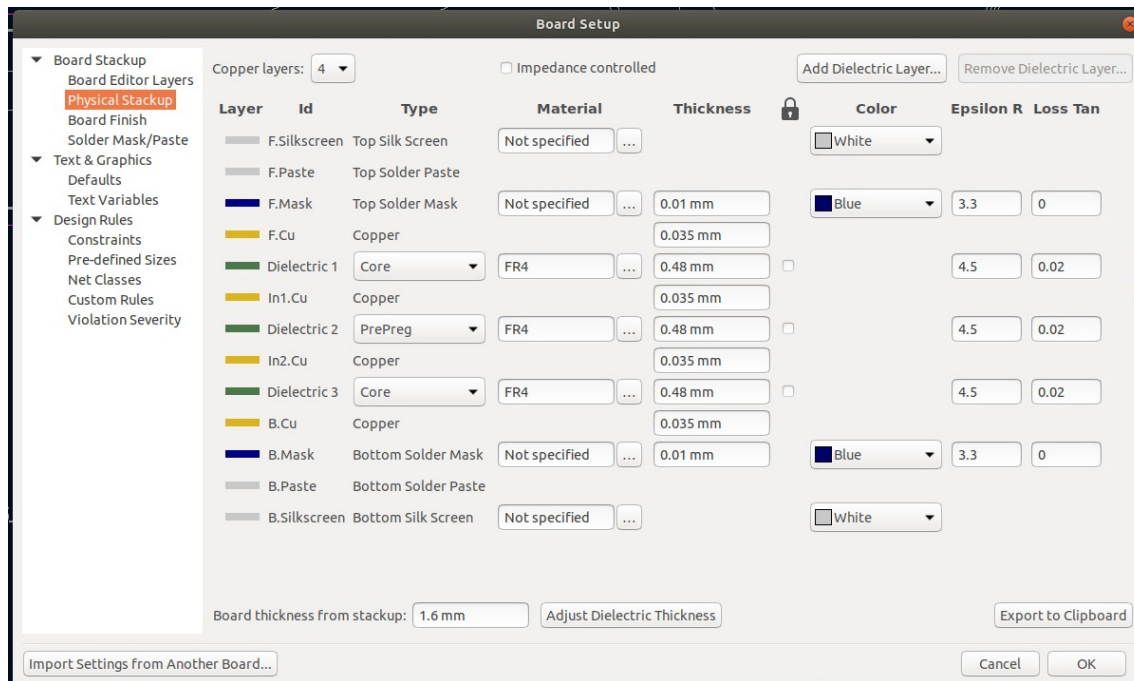 Board Setup
Board Stackup
Board Editor Layers
Physical Stackup
Board Finish
Solder Mask/Paste
Text & Graphics
Defaults
Text Variables
Design Rules
Constraints
Pre-defined Sizes
Net Classes
Custom Rules
Violation Severity
Copper layers: 4 Impedance controlled Add Dielectric Layer... Remove Dielectric Layer...
Layer Id Type Material Thickness Color Epsilon R Loss Tan
F.Silkscreen Top Silk Screen Not specified ... White
F.Paste Top Solder Paste
F.Mask Top Solder Mask Not specified ... 0.01 mm Blue 3.3 0
F.Cu Copper 0.035 mm
Dielectric 1 Core FR4 ... 0.48 mm 4.5 0.02
In1.Cu Copper 0.035 mm
Dielectric 2 PrePreg FR4 ... 0.48 mm 4.5 0.02
In2.Cu Copper 0.035 mm
Dielectric 3 Core FR4 ... 0.48 mm 4.5 0.02
B.Cu Copper 0.035 mm
B.Mask Bottom Solder Mask Not specified ... 0.01 mm Blue 3.3 0
B.Paste Bottom Solder Paste
B.Silkscreen Bottom Silk Screen Not specified ... White
Board thickness from stackup: 1.6 mm Adjust Dielectric Thickness Export to Clipboard
Import Settings from Another Board... Cancel OK